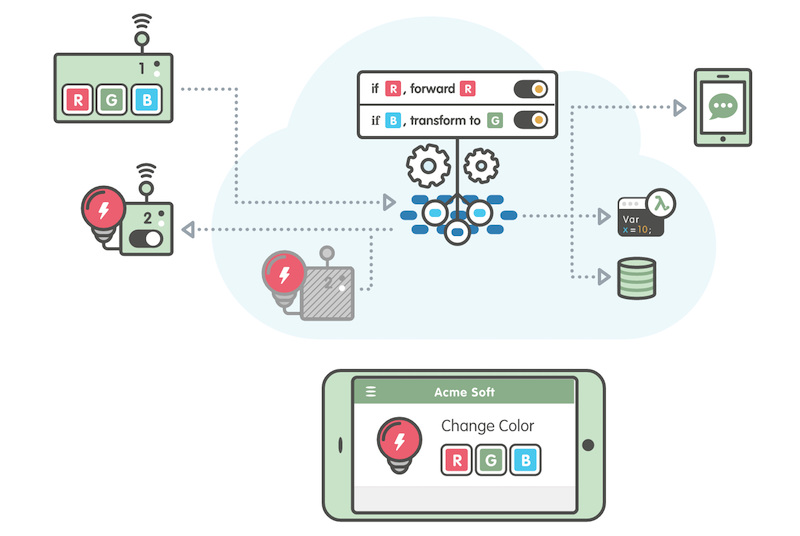 1
R G B
if R, forward R
if B, transform to G
2
2
λ
Var
x=10;
Acme Soft
Change Color
R G B